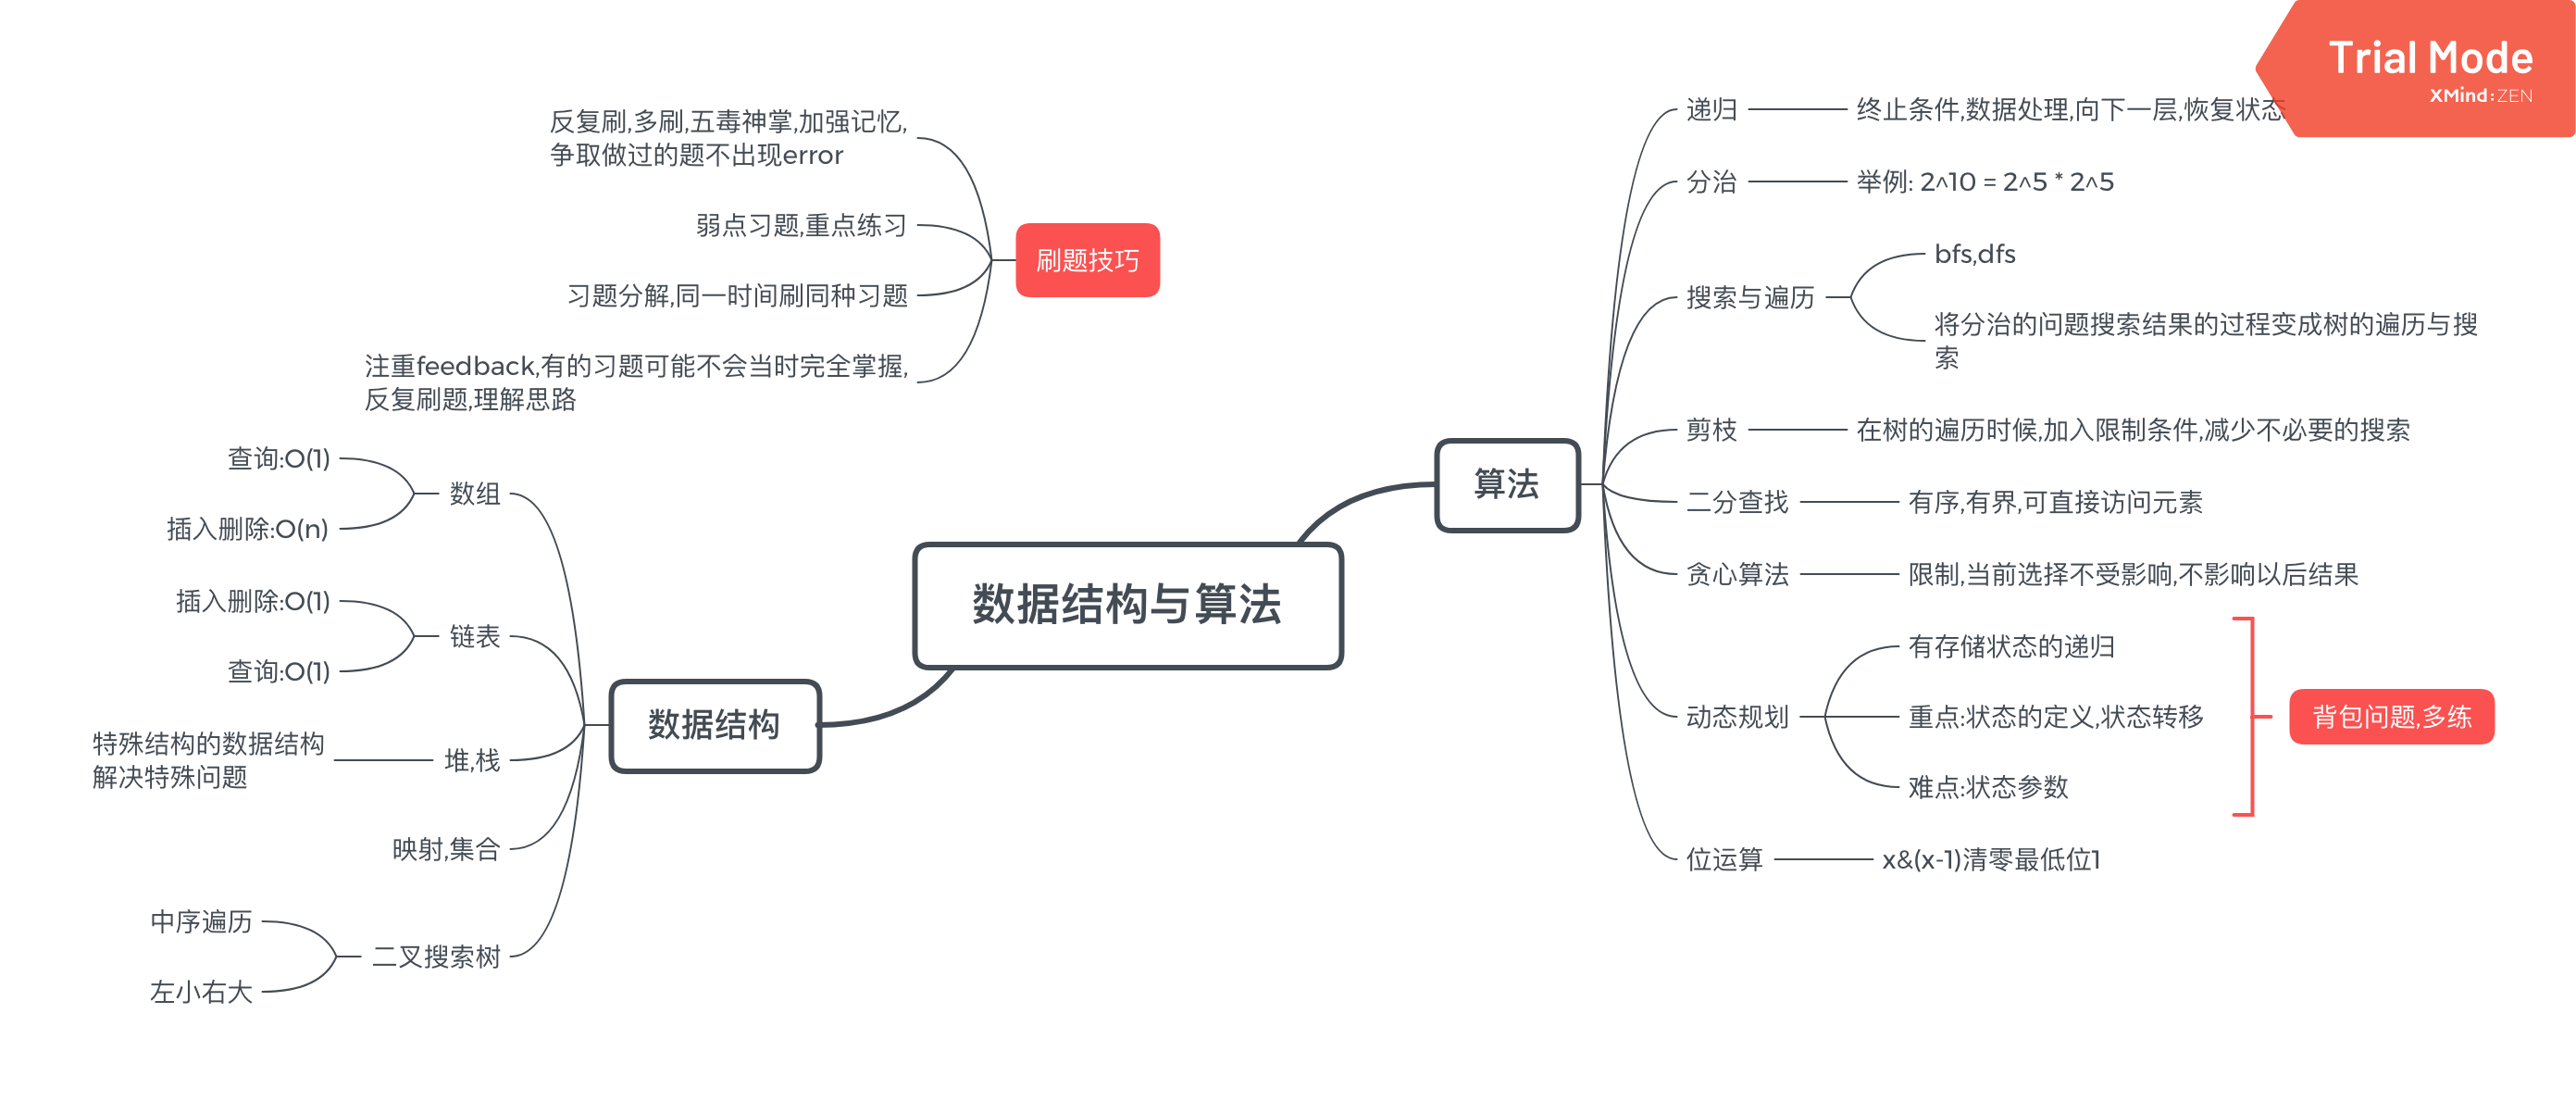 Trial Mode
XMind:ZEN
反复刷,多刷,五毒神掌,加强记忆,
争取做过的题不出现error
弱点习题,重点练习
习题分解,同一时间刷同种习题
注重feedback,有的习题可能不会当时完全掌握,
反复刷题,理解思路
刷题技巧
数据结构与算法
数据结构
数组
查询:O(1)
插入删除:O(n)
链表
插入删除:O(1)
查询:O(1)
堆,栈
特殊结构的数据结构
解决特殊问题
映射,集合
二叉搜索树
中序遍历
左小右大
算法
递归
终止条件,数据处理,向下一层,恢复状态
分治
举例: 2^10 = 2^5 * 2^5
搜索与遍历
bfs,dfs
将分治的问题搜索结果的过程变成树的遍历与搜
索
剪枝
在树的遍历时候,加入限制条件,减少不必要的搜索
二分查找
有序,有界,可直接访问元素
贪心算法
限制,当前选择不受影响,不影响以后结果
动态规划
有存储状态的递归
重点:状态的定义,状态转移
难点:状态参数
背包问题,多练
位运算
x&(x-1)清零最低位1